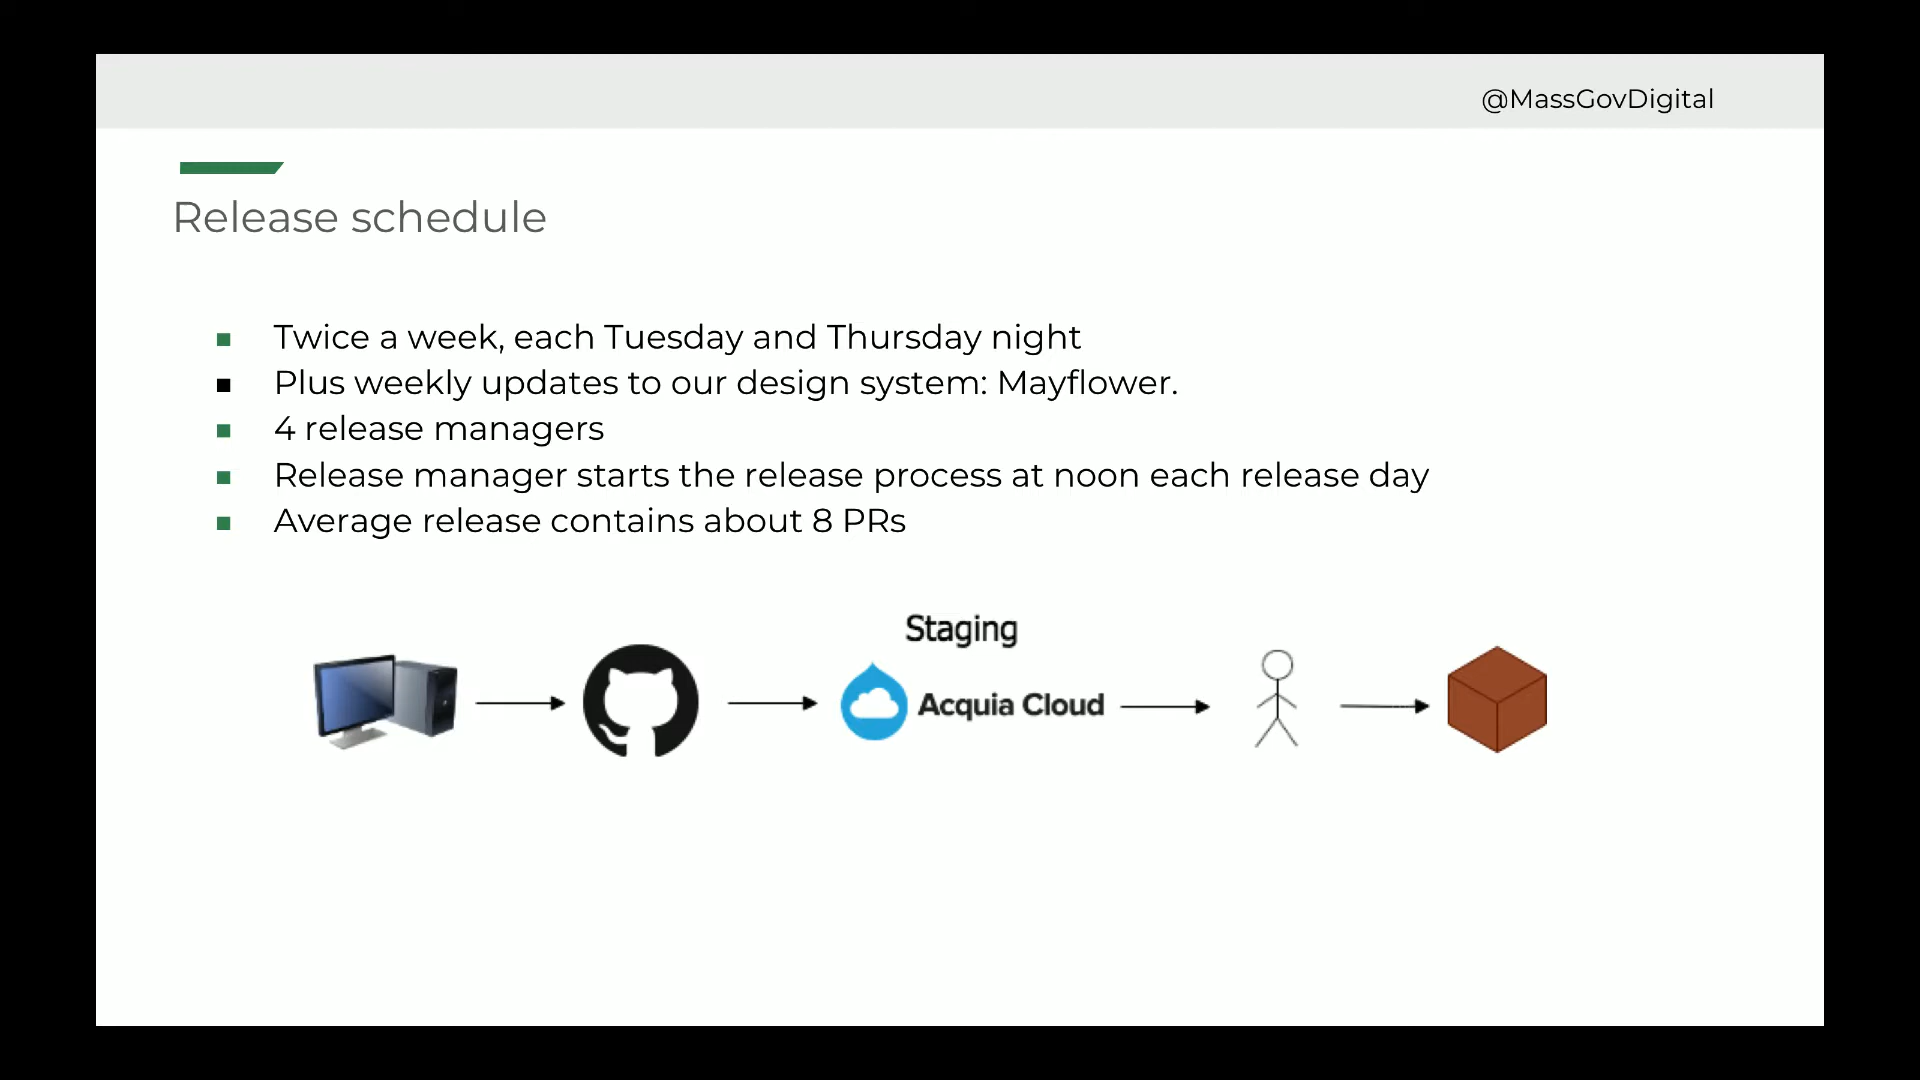 @MassGovDigital
Release schedule
Twice a week, each Tuesday and Thursday night
Plus weekly updates to our design system: Mayflower.
4 release managers
Release manager starts the release process at noon each release day
Average release contains about 8 PRs
Staging
Acquia Cloud